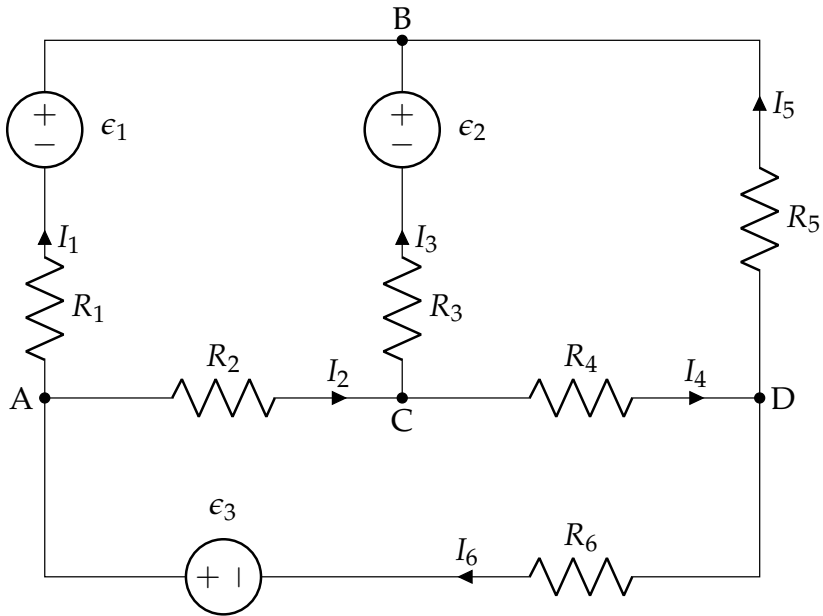 B
+ +
− ϵ₁ − ϵ₂ I₅
I₁ I₃ R₅
R₁ R₃
R₂ R₄
A I₂ C I₄ D
ϵ₃ I₆ R₆
+ −